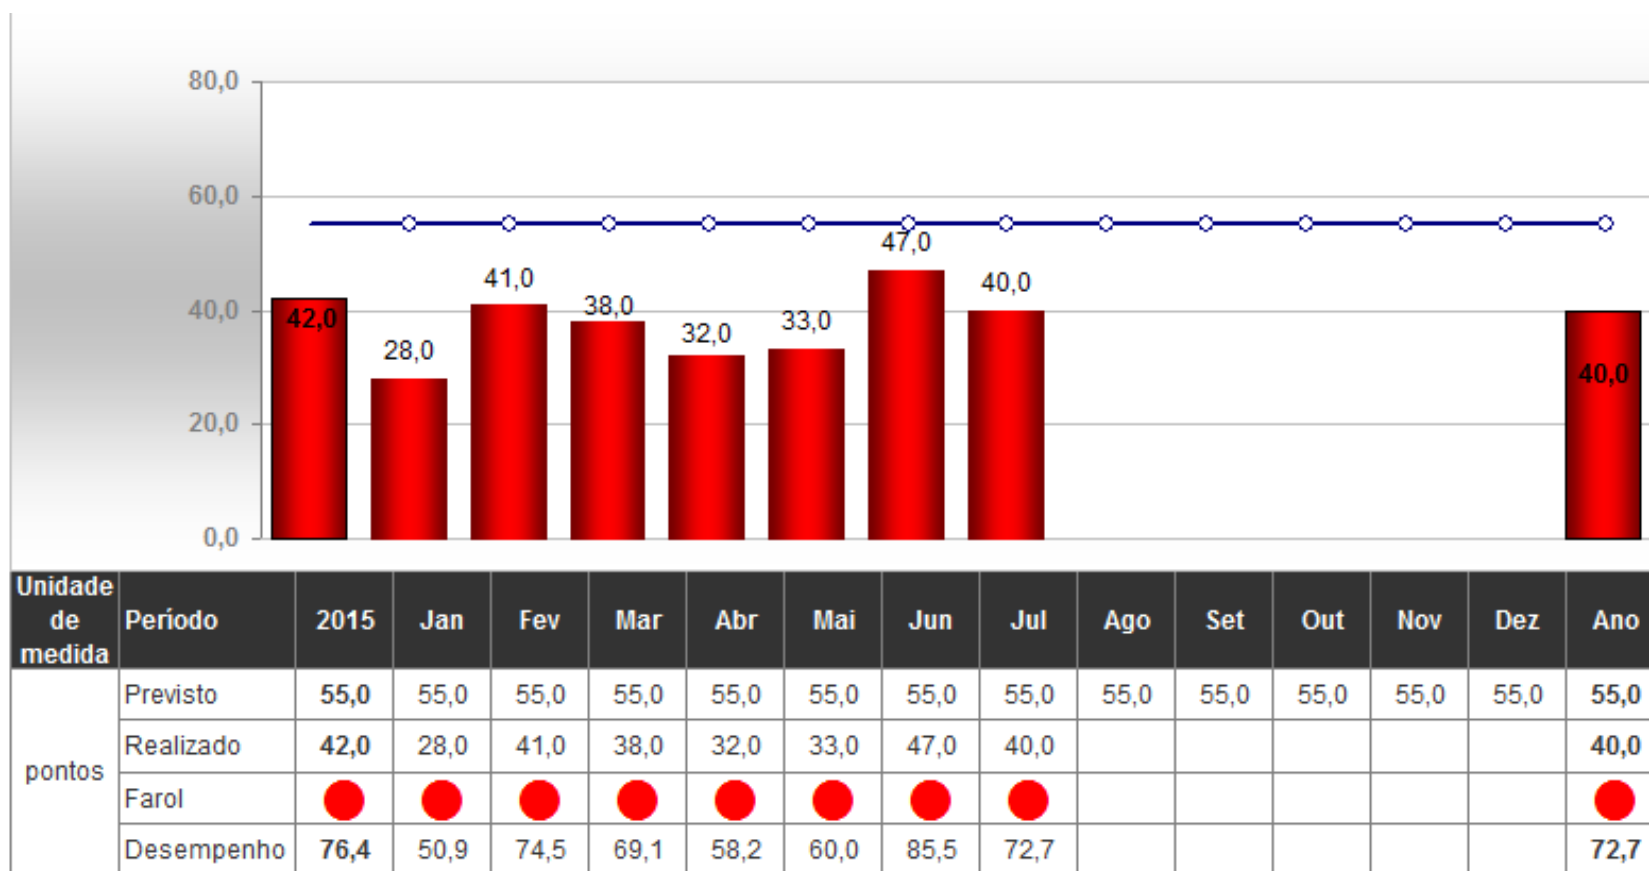 80,0
60,0
40,0
20,0
0,0
42,0
28,0
41,0
38,0
32,0
33,0
47,0
40,0
40,0
Unidade de medida Período 2015 Jan Fev Mar Abr Mai Jun Jul Ago Set Out Nov Dez Ano
pontos
Previsto 55,0 55,0 55,0 55,0 55,0 55,0 55,0 55,0 55,0 55,0 55,0 55,0 55,0 55,0
Realizado 42,0 28,0 41,0 38,0 32,0 33,0 47,0 40,0 40,0
Farol
Desempenho 76,4 50,9 74,5 69,1 58,2 60,0 85,5 72,7 72,7